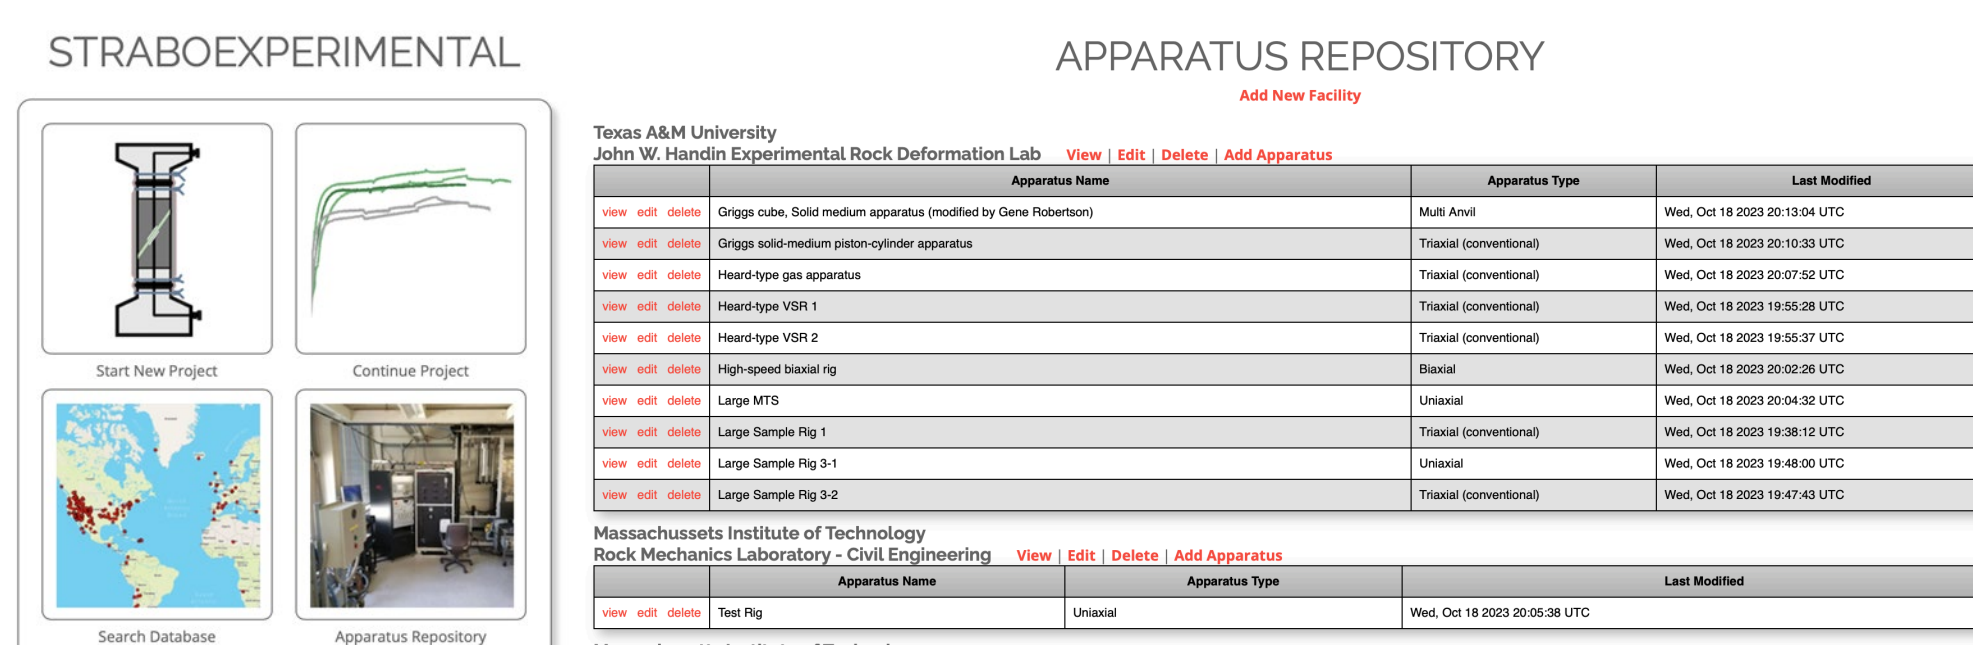 STRABOEXPERIMENTAL
Start New Project
Continue Project
Search Database
Apparatus Repository
APPARATUS REPOSITORY
Add New Facility
Texas A&M University
John W. Handin Experimental Rock Deformation Lab View | Edit | Delete | Add Apparatus
Apparatus Name Apparatus Type Last Modified
view edit delete Griggs cube, Solid medium apparatus (modified by Gene Robertson) Multi Anvil Wed, Oct 18 2023 20:13:04 UTC
view edit delete Griggs solid-medium piston-cylinder apparatus Triaxial (conventional) Wed, Oct 18 2023 20:10:33 UTC
view edit delete Heard-type gas apparatus Triaxial (conventional) Wed, Oct 18 2023 20:07:52 UTC
view edit delete Heard-type VSR 1 Triaxial (conventional) Wed, Oct 18 2023 19:55:28 UTC
view edit delete Heard-type VSR 2 Triaxial (conventional) Wed, Oct 18 2023 19:55:37 UTC
view edit delete High-speed biaxial rig Biaxial Wed, Oct 18 2023 20:02:26 UTC
view edit delete Large MTS Uniaxial Wed, Oct 18 2023 20:04:32 UTC
view edit delete Large Sample Rig 1 Triaxial (conventional) Wed, Oct 18 2023 19:38:12 UTC
view edit delete Large Sample Rig 3-1 Uniaxial Wed, Oct 18 2023 19:48:00 UTC
view edit delete Large Sample Rig 3-2 Triaxial (conventional) Wed, Oct 18 2023 19:47:43 UTC
Massachussets Institute of Technology
Rock Mechanics Laboratory - Civil Engineering View | Edit | Delete | Add Apparatus
Apparatus Name Apparatus Type Last Modified
view edit delete Test Rig Uniaxial Wed, Oct 18 2023 20:05:38 UTC